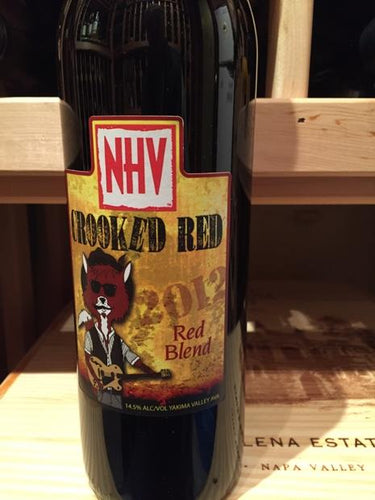 NHV
CROOKED RED
2012
Red
Blend
14.5% ALC/VOL YAKIMA VALLEY AVA
LENA ESTAT
NAPA VALLEY